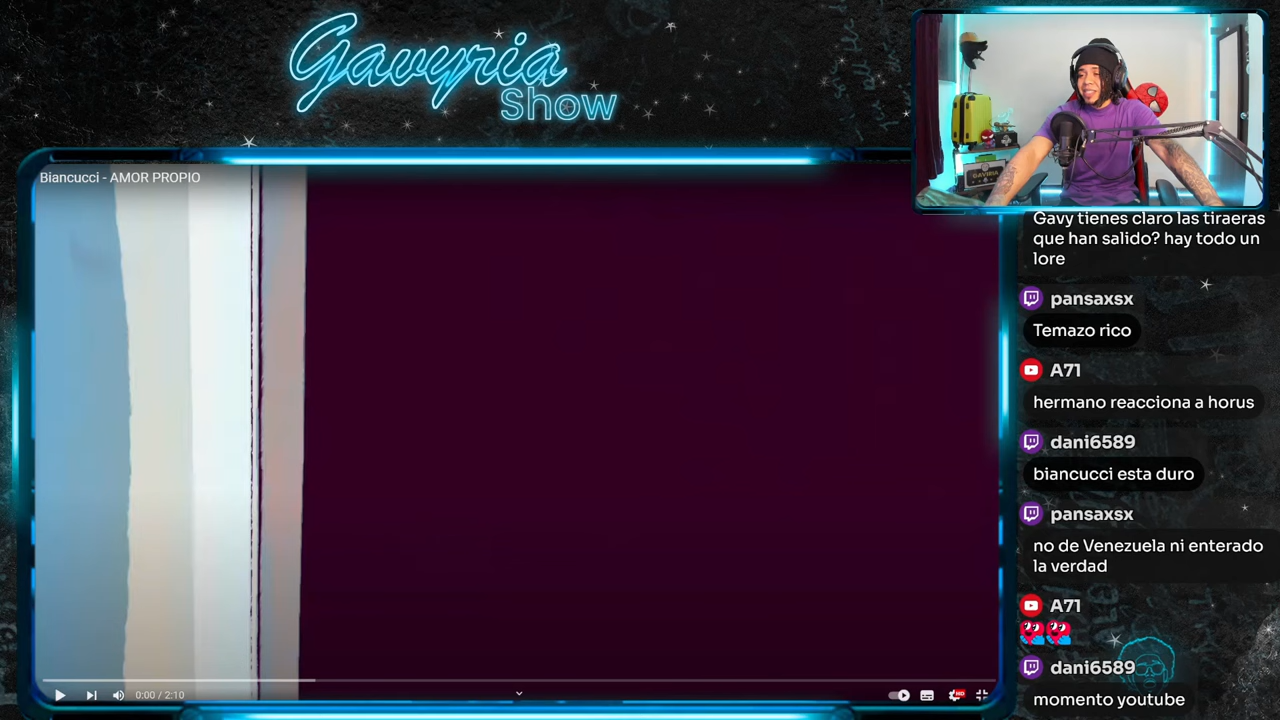 Gavyria
Show
Biancucci - AMOR PROPIO
GAVIRIA
Gavy tienes claro las tiraeras
que han salido? hay todo un
lore
pansaxsx
Temazo rico
A71
hermano reacciona a horus
dani6589
biancucci esta duro
pansaxsx
no de Venezuela ni enterado
la verdad
A71
dani6589
momento youtube
0:00 / 2:10
HD